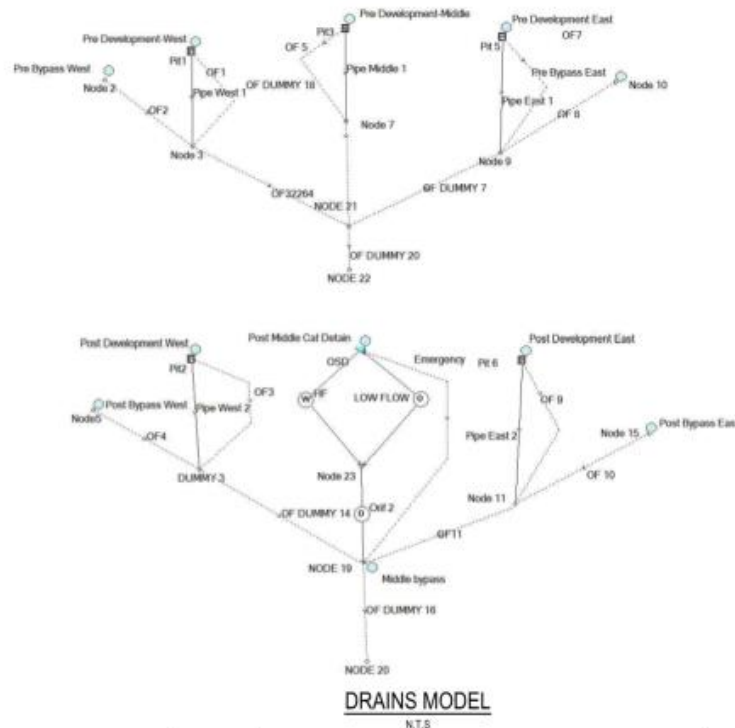 Pre Development-Middle
Pre Development East
Pre Development-West
Pit3
OF7
OF 5
Pit 5
Pit1
OF1
Pre Bypass West
Pipe Middle 1
Pre Bypass East
Node 2
Pipe West 1
OF DUMMY 18
Node 10
Pipe East 1
OF2
OF 8
Node 7
Node 3
Node 9
OF32264
OF DUMMY 7
NODE 21
OF DUMMY 20
NODE 22
Post Development West
Post Middle Cat Detain
Post Development East
OSD
Emergency
Pit 6
Pit2
OF3
LOW FLOW
W
O
Post Bypass West
Pipe West 2
OF 9
Node5
Post Bypass East
OF4
Pipe East 2
Node 15
DUMMY-3
Node 23
OF 10
Node 11
OF DUMMY 14
O
OF11
NODE 19
Middle bypass
OF DUMMY 16
NODE 20
DRAINS MODEL
N.T.S